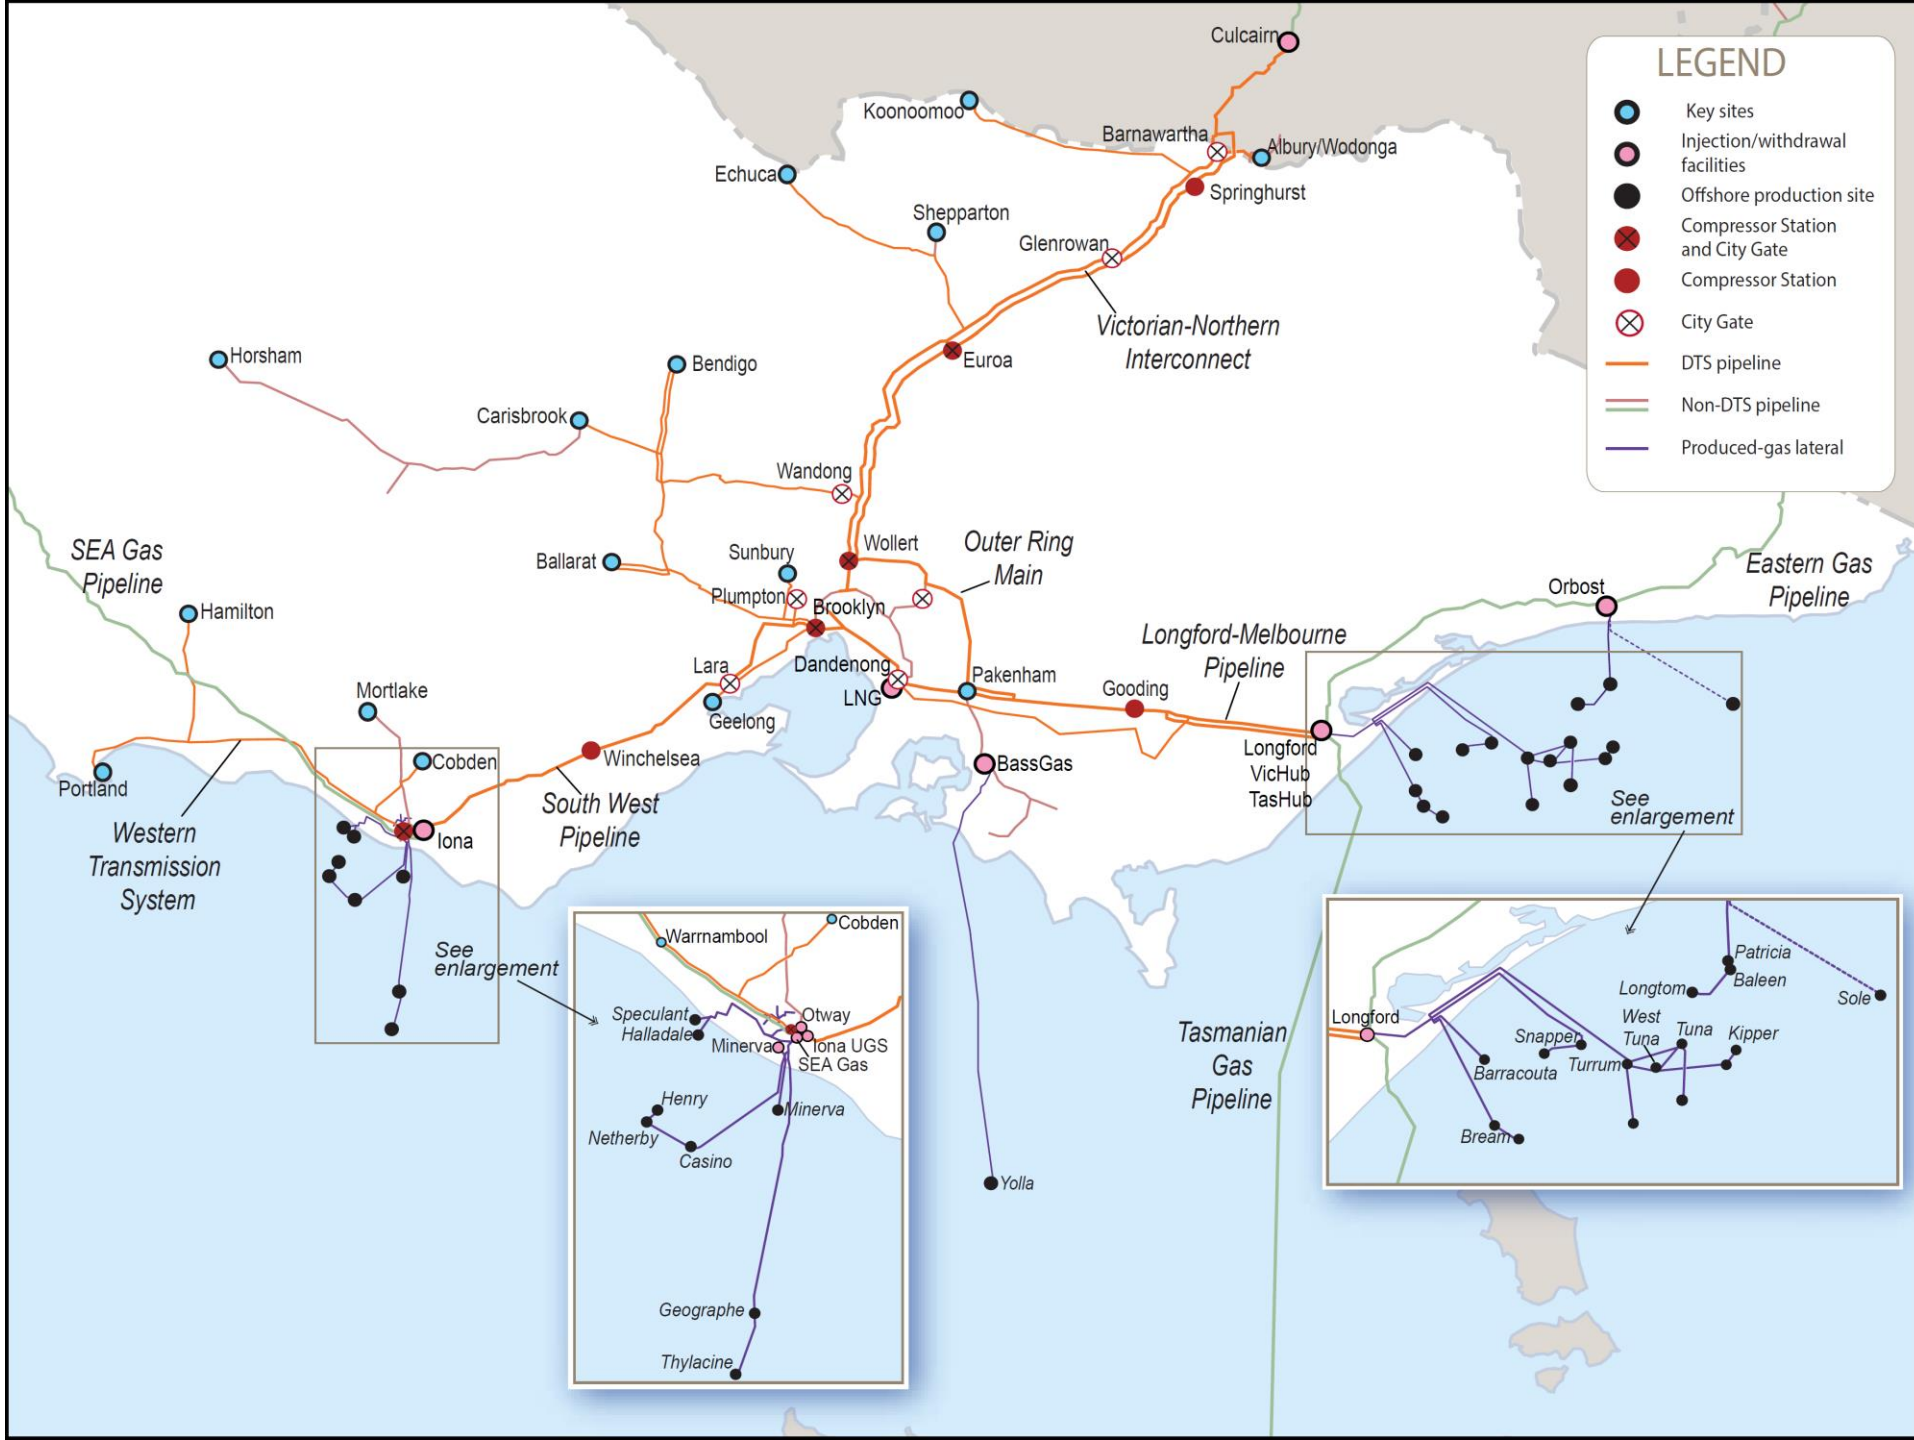 Culcairn
Koonoomoo
Barnawartha
Albury/Wodonga
Echuca
Springhurst
Shepparton
Glenrowan
Victorian-Northern
Interconnect
Horsham
Bendigo
Euroa
Carisbrook
Wandong
SEA Gas
Pipeline
Ballarat
Sunbury
Wollert
Outer Ring
Main
Plumpton
Brooklyn
Hamilton
Orbost
Eastern Gas
Pipeline
Longford-Melbourne
Pipeline
Lara
Dandenong
LNG
Pakenham
Gooding
Mortlake
Geelong
Portland
Cobden
Winchelsea
BassGas
Longford
VicHub
TasHub
See
enlargement
Western
Transmission
System
Iona
South West
Pipeline
See
enlargement
Tasmanian
Gas
Pipeline
Yolla
LEGEND
Key sites
Injection/withdrawal
facilities
Offshore production site
Compressor Station
and City Gate
Compressor Station
City Gate
DTS pipeline
Non-DTS pipeline
Produced-gas lateral
Cobden
Warrnambool
Speculant
Halladale
Otway
Minerva
Iona UGS
SEA Gas
Henry
Minerva
Netherby
Casino
Geographe
Thylacine
Patricia
Baleen
Longtom
Sole
Longford
West
Tuna
Tuna
Kipper
Snapper
Turrum
Barracouta
Bream